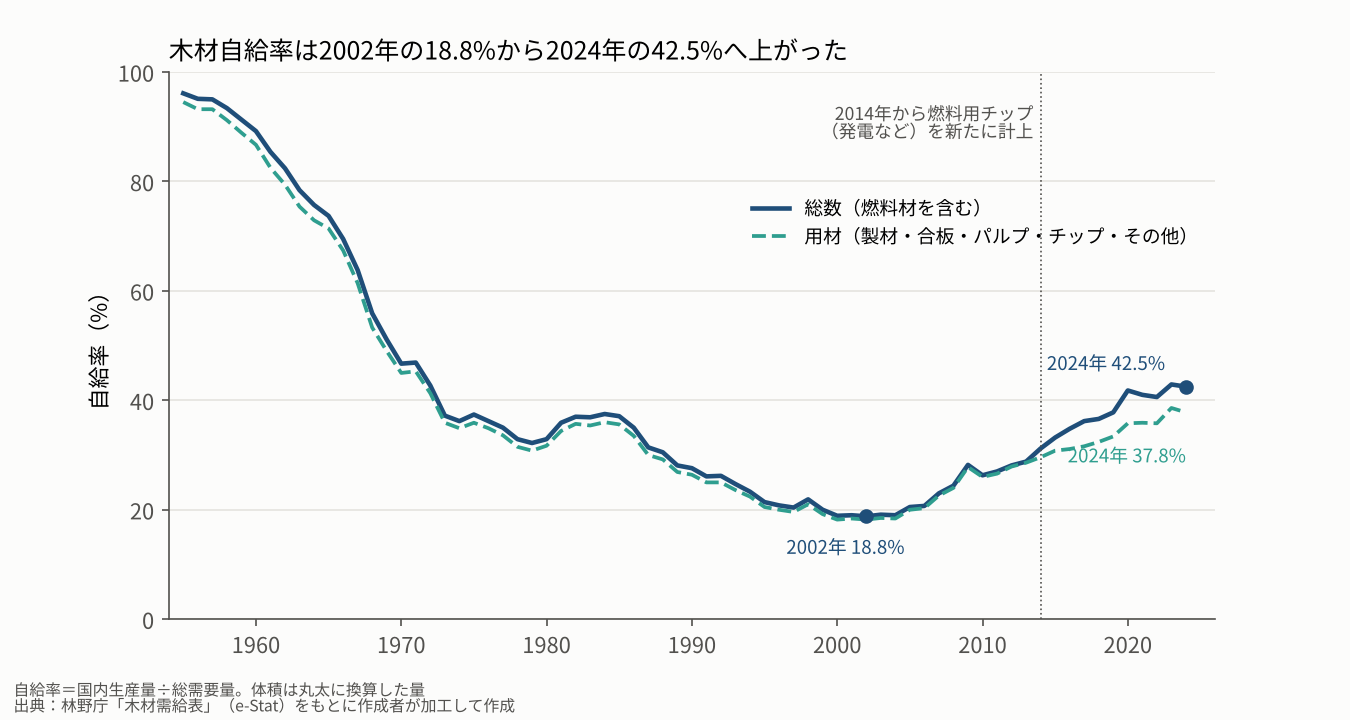 木材自給率は2002年の18.8%から2024年の42.5%へ上がった
100
80
60
40
20
0
自給率（%）
2014年から燃料用チップ
（発電など）を新たに計上
総数（燃料材を含む）
用材（製材・合板・パルプ・チップ・その他）
2024年 42.5%
2024年 37.8%
2002年 18.8%
1960
1970
1980
1990
2000
2010
2020
自給率＝国内生産量÷総需要量。体積は丸太に換算した量
出典：林野庁「木材需給表」（e-Stat）をもとに作成者が加工して作成